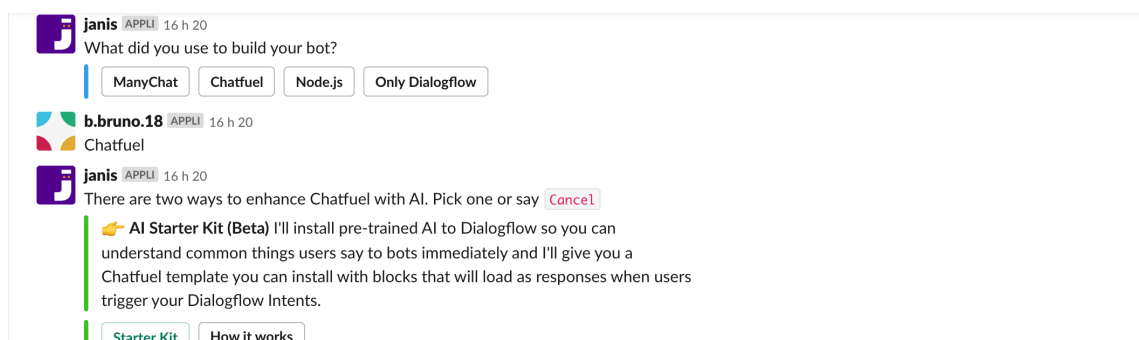 janis APPLI 16 h 20
What did you use to build your bot?
ManyChat Chatfuel Node.js Only Dialogflow
b.bruno.18 APPLI 16 h 20
Chatfuel
janis APPLI 16 h 20
There are two ways to enhance Chatfuel with AI. Pick one or say Cancel
👉 AI Starter Kit (Beta) I'll install pre-trained AI to Dialogflow so you can
understand common things users say to bots immediately and I'll give you a
Chatfuel template you can install with blocks that will load as responses when users
trigger your Dialogflow Intents.
Starter Kit How it works